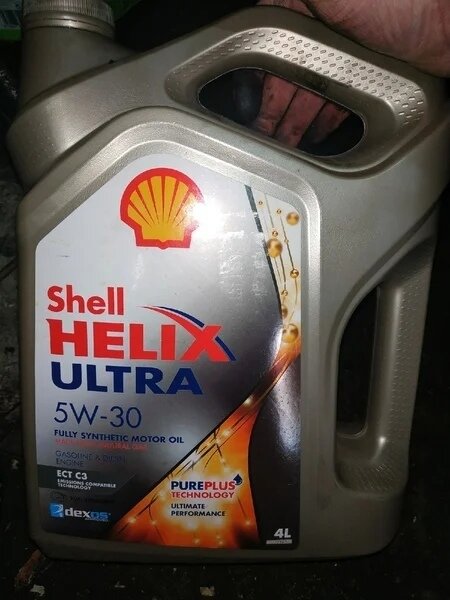 Shell
HELIX
ULTRA
5W-30
FULLY SYNTHETIC MOTOR OIL
GASOLINE & DIESEL
ENGINE
ECT C3
EMISSIONS COMPATIBLE
TECHNOLOGY
PUREPLUS
TECHNOLOGY
ULTIMATE
PERFORMANCE
dexos
4L